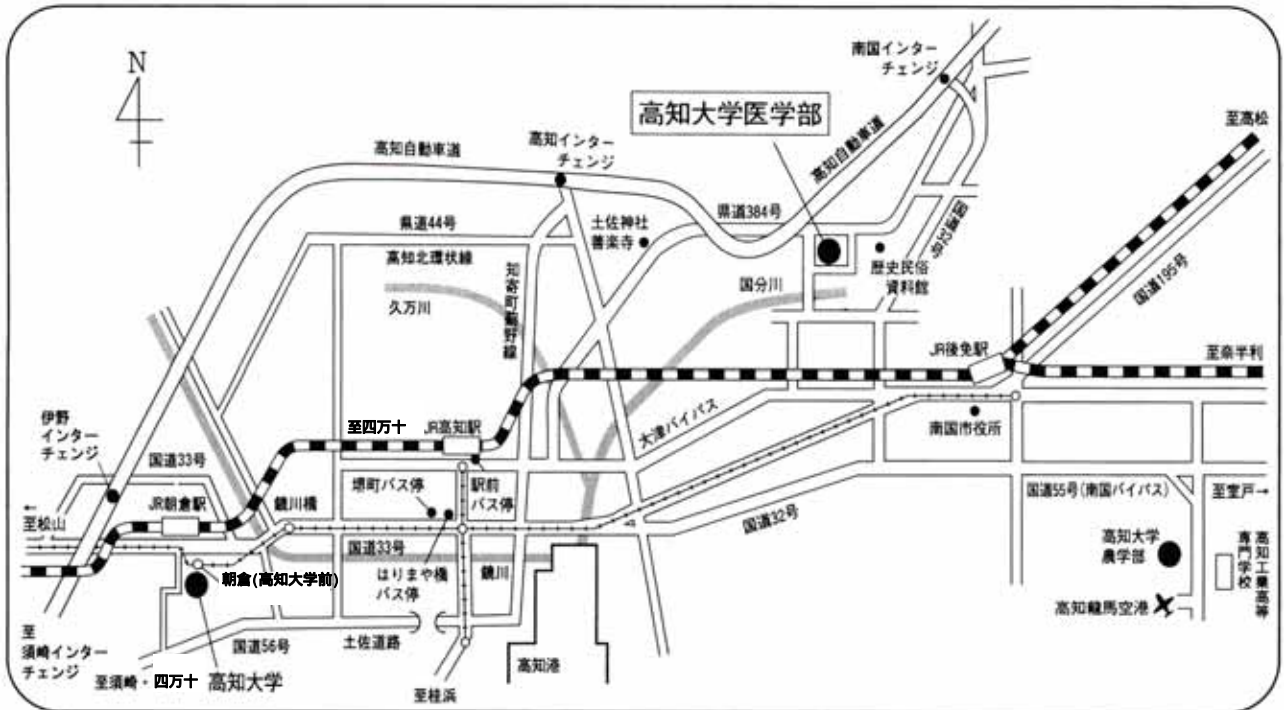 N
南国インター
チェンジ
高知大学医学部
至高松
高知自動車道
高知インター
チェンジ
高知自動車道
県道44号
高知北環状線
土佐神社
善楽寺
県道384号
国道32号
歴史民俗
資料館
国道195号
久万川
国分川
JR後免駅
至奈半利
伊野
インター
チェンジ
至四万十
JR高知駅
大津バイパス
南国市役所
国道33号
JR朝倉駅
鏡川橋
堺町バス停
駅前
バス停
国道55号(南国バイパス)
至室戸→
←
至松山
国道32号
国道33号
はりまや橋
バス停
鏡川
高知大学
農学部
高知工業高等
専門学校
朝倉(高知大学前)
高知龍馬空港
至
須崎インター
チェンジ
国道56号
土佐道路
高知港
至須崎・四万十
高知大学
至桂浜